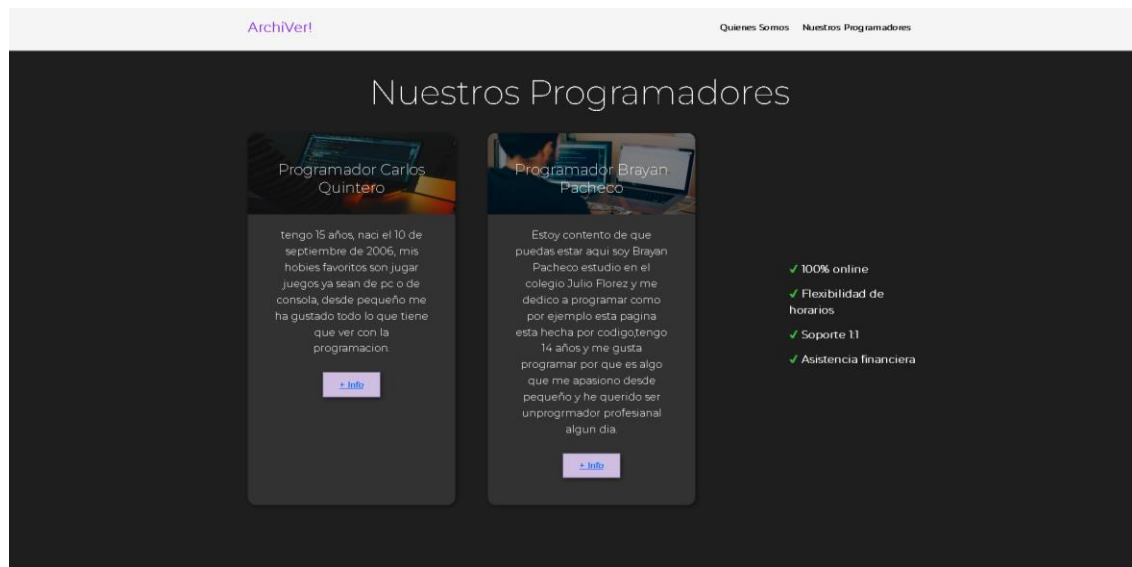 ArchiVer!
Quienes Somos Nuestros Programadores
Nuestros Programadores
Programador Carlos
Quintero
tengo 15 años, naci el 10 de
septiembre de 2006, mis
hobies favoritos son jugar
juegos ya sean de pc o de
consola, desde pequeño me
ha gustado todo lo que tiene
que ver con la
programacion.
+ Info
Programador Brayan
Pacheco
Estoy contento de que
puedas estar aqui soy Brayan
Pacheco estudio en el
colegio Julio Florez y me
dedico a programar como
por ejemplo esta pagina
esta hecha por codigo,tengo
14 años y me gusta
programar por que es algo
que me apasiono desde
pequeño y he querido ser
unprogrmador profesianal
algun dia.
+ Info
✓ 100% online
✓ Flexibilidad de
horarios
✓ Soporte 1:1
✓ Asistencia financiera